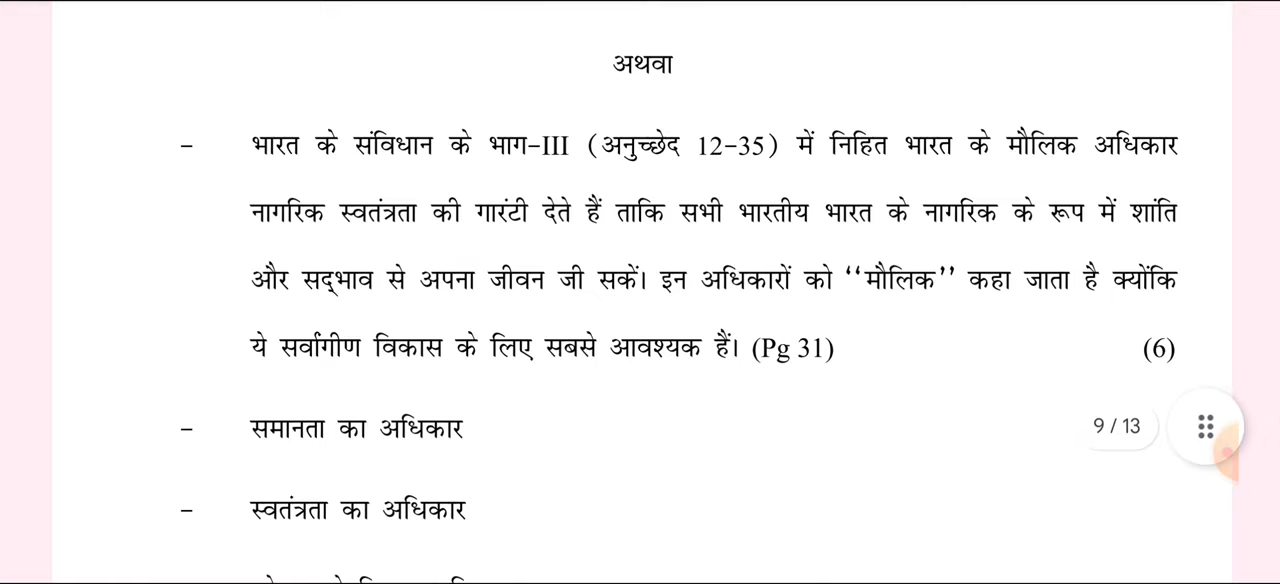 अथवा
- भारत के संविधान के भाग-III (अनुच्छेद 12-35) में निहित भारत के मौलिक अधिकार
नागरिक स्वतंत्रता की गारंटी देते हैं ताकि सभी भारतीय भारत के नागरिक के रूप में शांति
और सद्भाव से अपना जीवन जी सकें। इन अधिकारों को ‘‘मौलिक’’ कहा जाता है क्योंकि
ये सर्वांगीण विकास के लिए सबसे आवश्यक हैं। (Pg 31) (6)
- समानता का अधिकार
9 / 13
- स्वतंत्रता का अधिकार